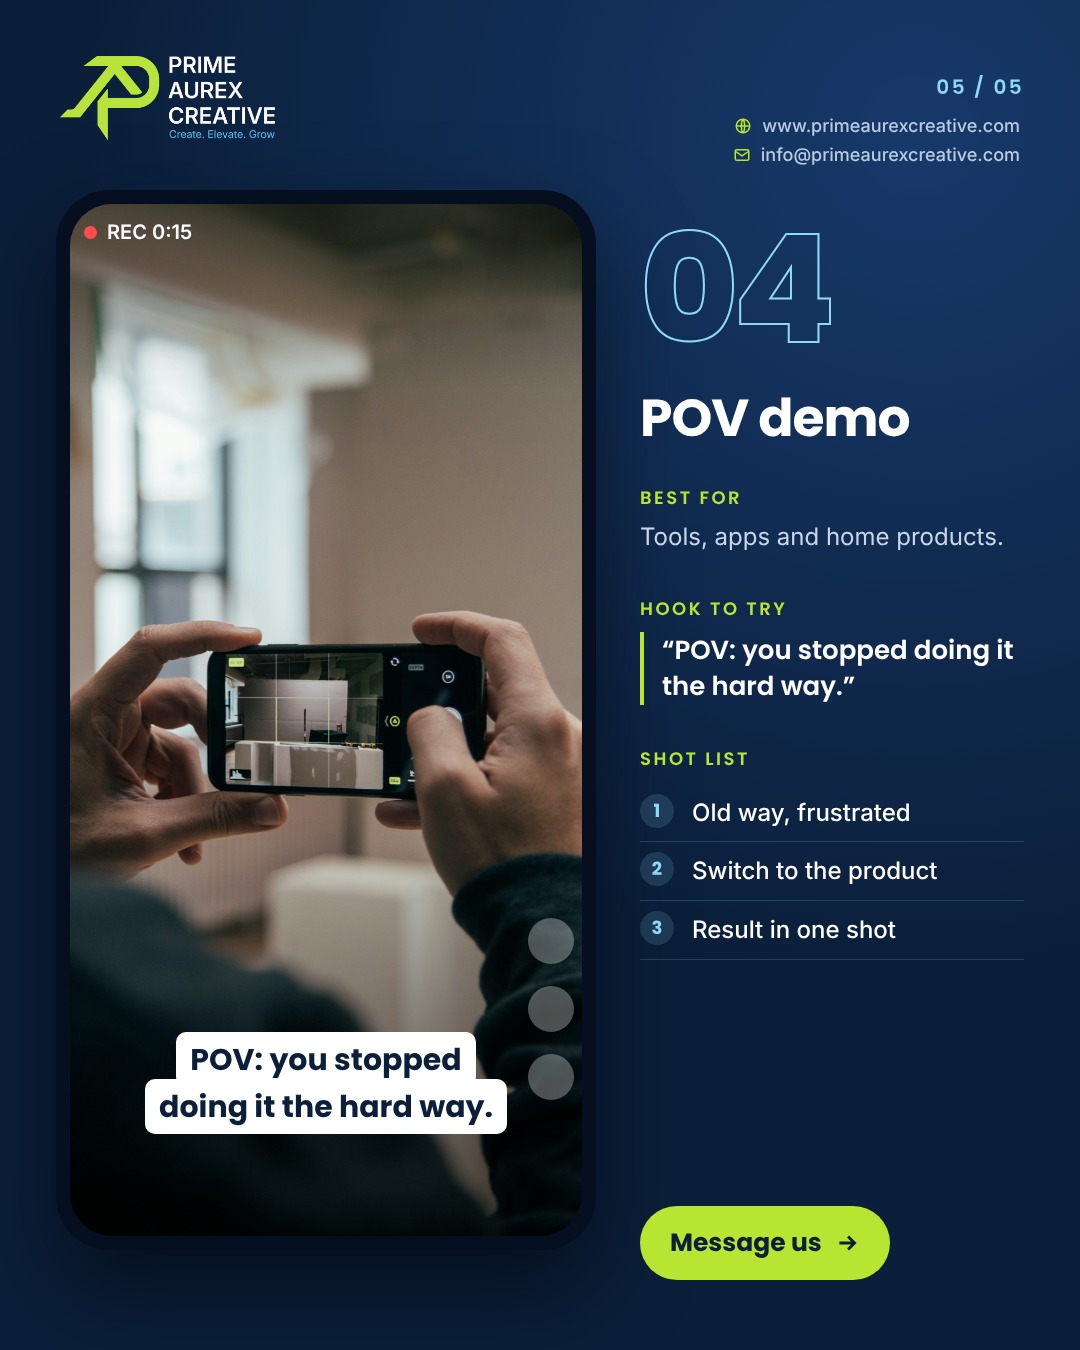 PRIME
AUREX
CREATIVE
Create. Elevate. Grow
05 / 05
www.primeaurexcreative.com
info@primeaurexcreative.com
REC 0:15
04
POV demo
BEST FOR
Tools, apps and home products.
HOOK TO TRY
“POV: you stopped doing it
the hard way.”
SHOT LIST
1 Old way, frustrated
2 Switch to the product
3 Result in one shot
POV: you stopped
doing it the hard way.
Message us →